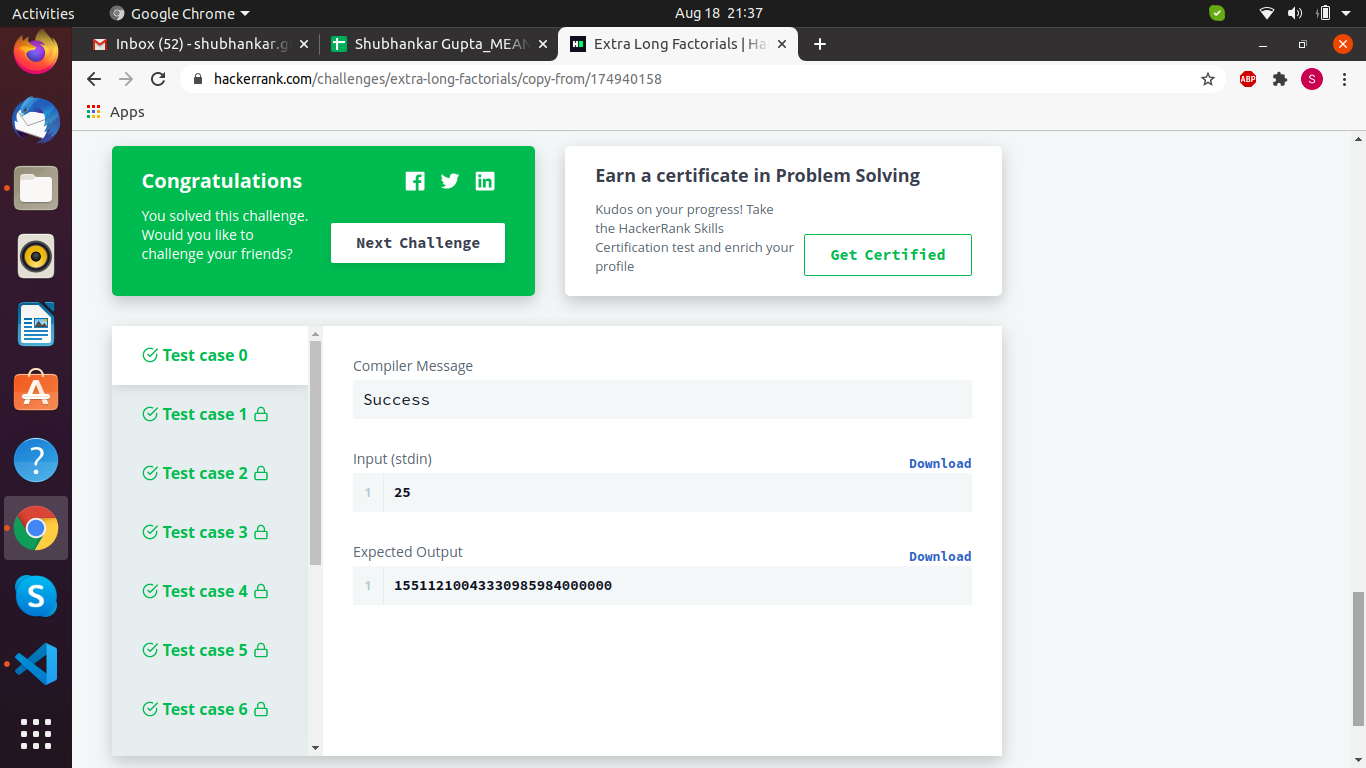 Activities
Google Chrome
Aug 18 21:37
Inbox (52) - shubhankar.g
Shubhankar Gupta_MEAN
Extra Long Factorials | Ha
hackerrank.com/challenges/extra-long-factorials/copy-from/174940158
ABP
S
Apps
Congratulations
You solved this challenge.
Would you like to
challenge your friends?
Next Challenge
Earn a certificate in Problem Solving
Kudos on your progress! Take
the HackerRank Skills
Certification test and enrich your
profile
Get Certified
Test case 0
Test case 1
Test case 2
Test case 3
Test case 4
Test case 5
Test case 6
Compiler Message
Success
Input (stdin)
Download
1 25
Expected Output
Download
1 15511210043330985984000000